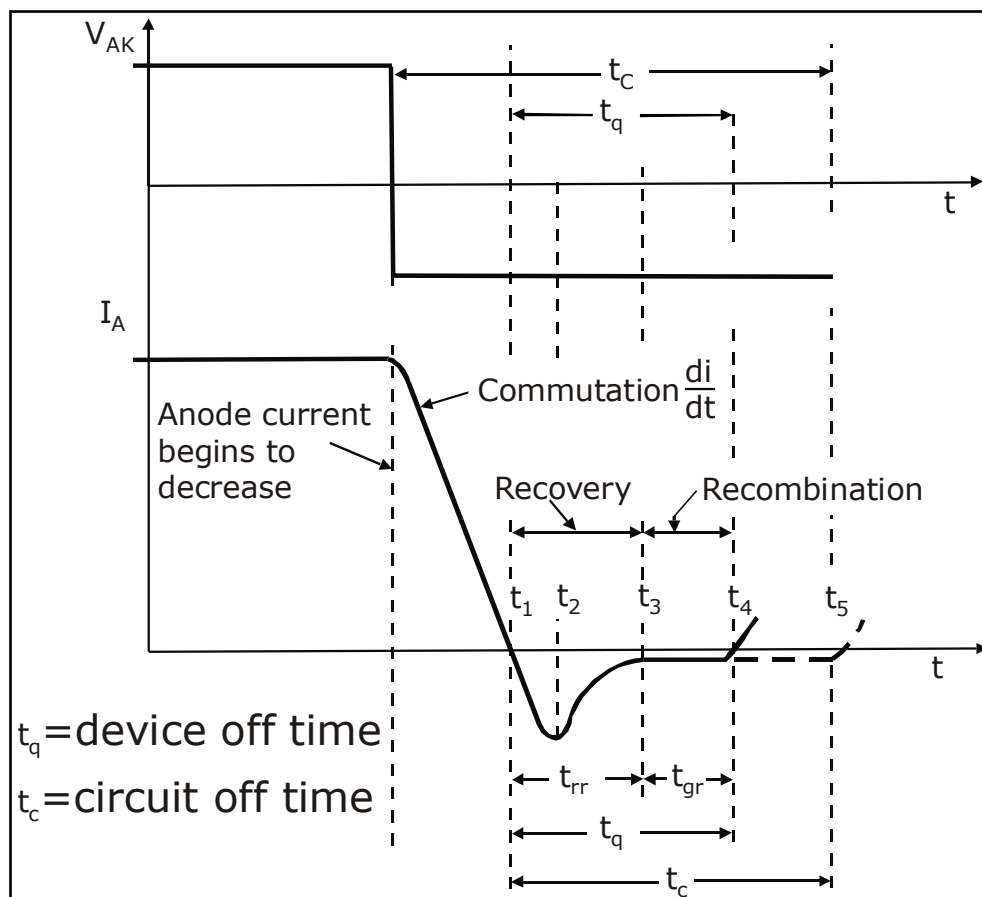 V_AK
t_C
t_q
t
I_A
Commutation di/dt
Anode current
begins to
decrease
Recovery
Recombination
t_1 t_2 t_3 t_4 t_5
t
t_q=device off time
t_c=circuit off time
t_rr t_gr
t_q
t_c